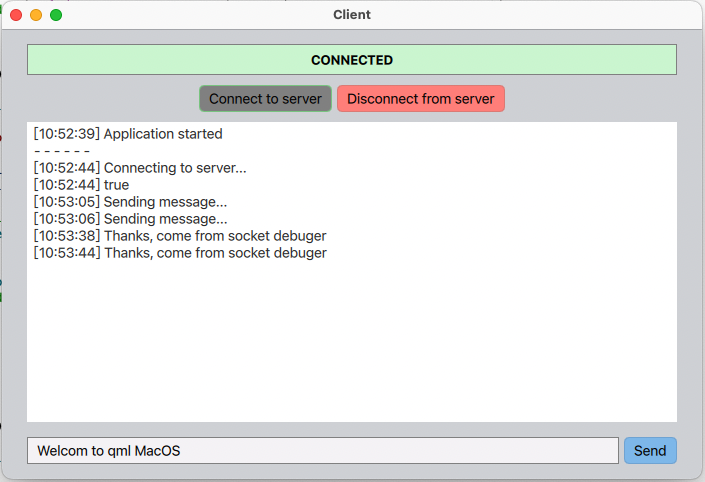 Client
CONNECTED
Connect to server
Disconnect from server
[10:52:39] Application started
- - - - - -
[10:52:44] Connecting to server...
[10:52:44] true
[10:53:05] Sending message...
[10:53:06] Sending message...
[10:53:38] Thanks, come from socket debuger
[10:53:44] Thanks, come from socket debuger
Welcom to qml MacOS
Send